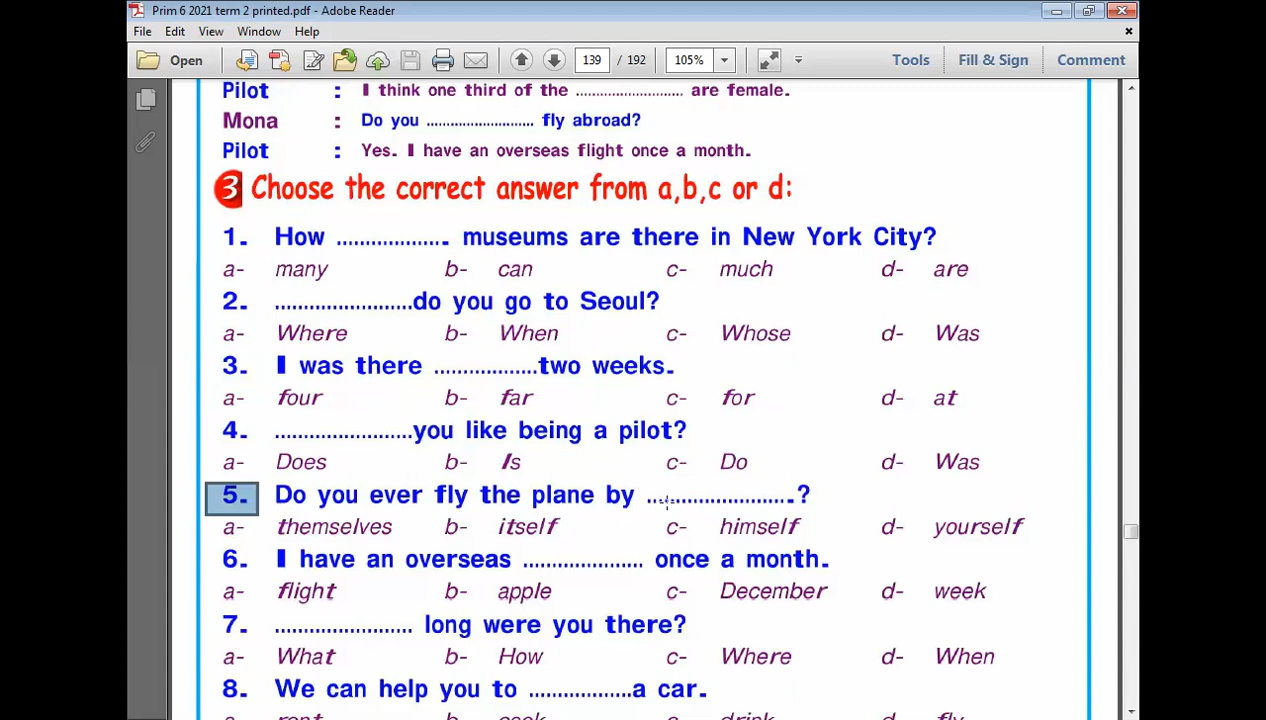 Prim 6 2021 term 2 printed.pdf - Adobe Reader
File Edit View Window Help
Open 139 / 192 105% Tools Fill & Sign Comment
Pilot : I think one third of the ........................... are female.
Mona : Do you ........................... fly abroad?
Pilot : Yes. I have an overseas flight once a month.
3 Choose the correct answer from a,b,c or d:
1. How ................... museums are there in New York City?
a- many b- can c- much d- are
2. .......................do you go to Seoul?
a- Where b- When c- Whose d- Was
3. I was there .................two weeks.
a- four b- far c- for d- at
4. .......................you like being a pilot?
a- Does b- Is c- Do d- Was
5. Do you ever fly the plane by .........................?
a- themselves b- itself c- himself d- yourself
6. I have an overseas .................... once a month.
a- flight b- apple c- December d- week
7. ....................... long were you there?
a- What b- How c- Where d- When
8. We can help you to .................a car.
a- rent b- cook c- drink d- fly